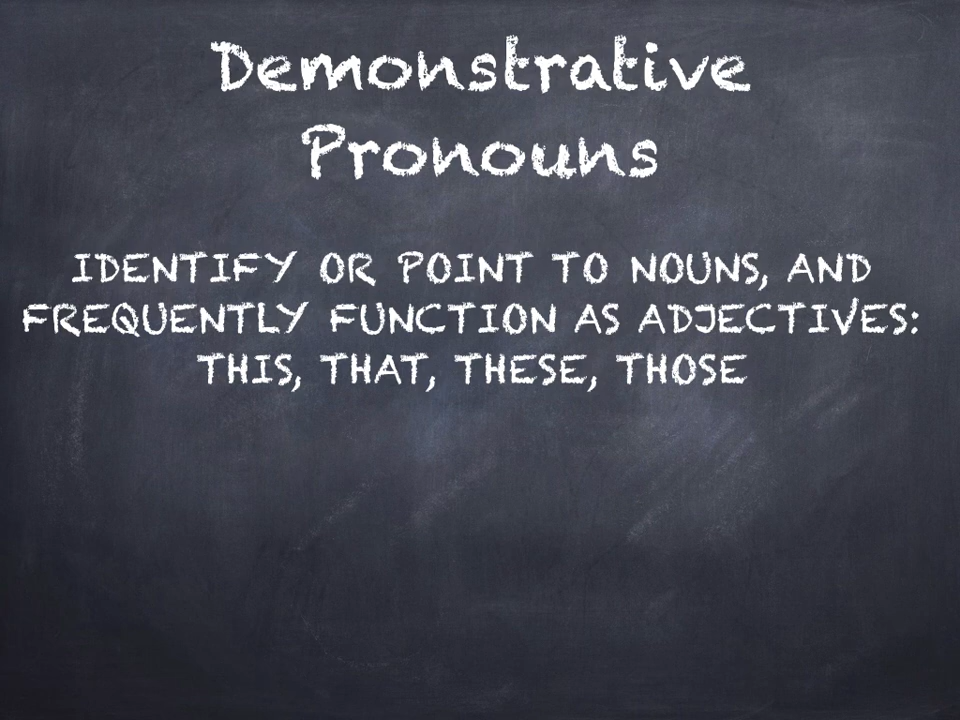 Demonstrative
Pronouns
IDENTIFY OR POINT TO NOUNS, AND
FREQUENTLY FUNCTION AS ADJECTIVES:
THIS, THAT, THESE, THOSE